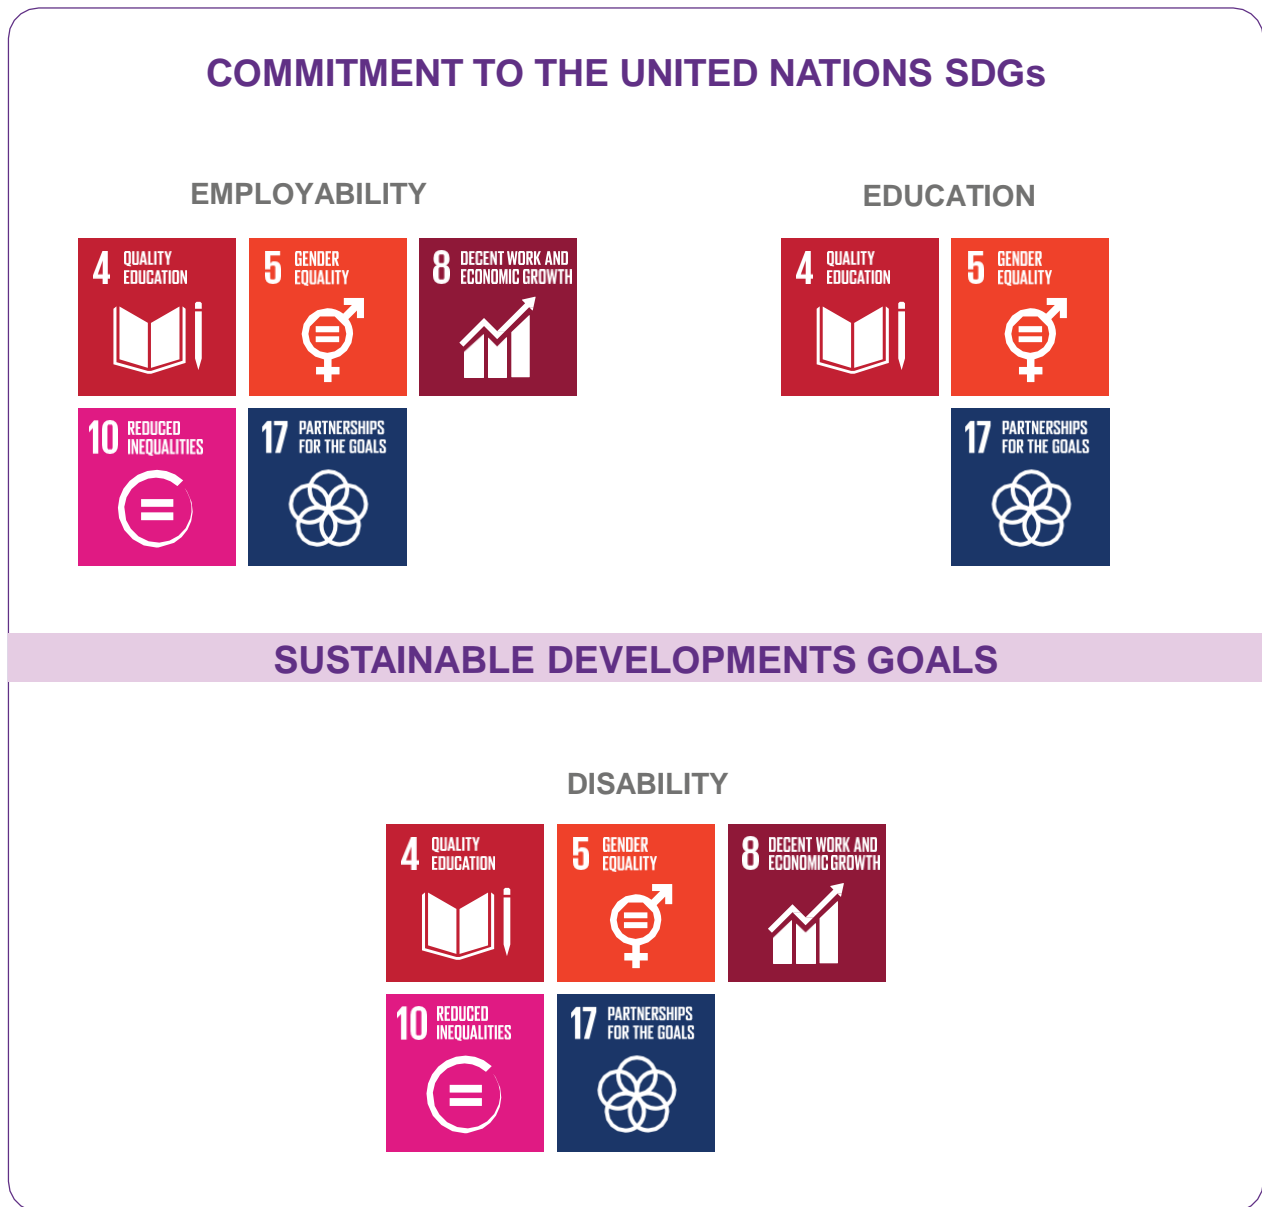 COMMITMENT TO THE UNITED NATIONS SDGs
EMPLOYABILITY
4 QUALITY
EDUCATION
5 GENDER
EQUALITY
8 DECENT WORK AND
ECONOMIC GROWTH
10 REDUCED
INEQUALITIES
17 PARTNERSHIPS
FOR THE GOALS
EDUCATION
4 QUALITY
EDUCATION
5 GENDER
EQUALITY
17 PARTNERSHIPS
FOR THE GOALS
SUSTAINABLE DEVELOPMENTS GOALS
DISABILITY
4 QUALITY
EDUCATION
5 GENDER
EQUALITY
8 DECENT WORK AND
ECONOMIC GROWTH
10 REDUCED
INEQUALITIES
17 PARTNERSHIPS
FOR THE GOALS